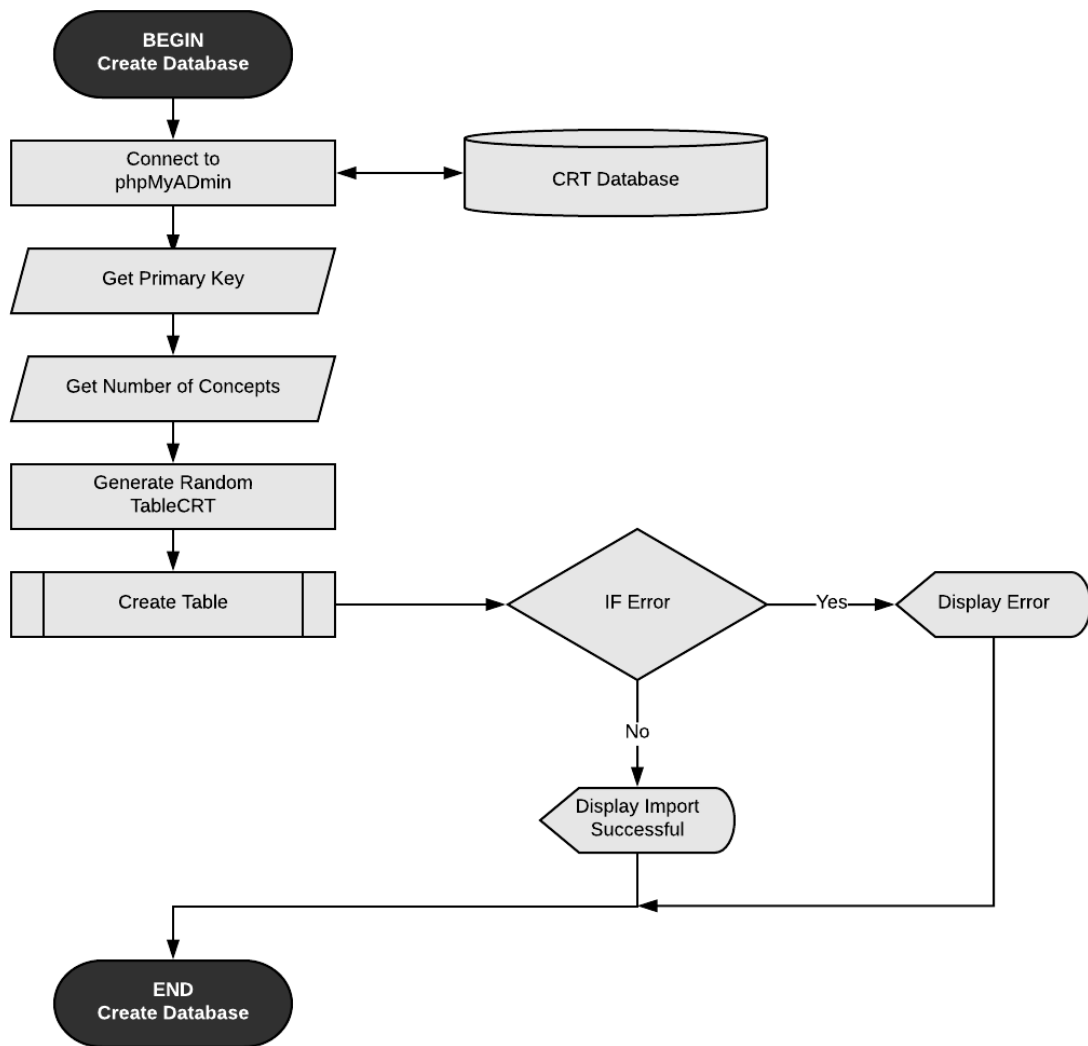 BEGIN
Create Database
Connect to
phpMyADmin
CRT Database
Get Primary Key
Get Number of Concepts
Generate Random
TableCRT
Create Table
IF Error
Yes
Display Error
No
Display Import
Successful
END
Create Database